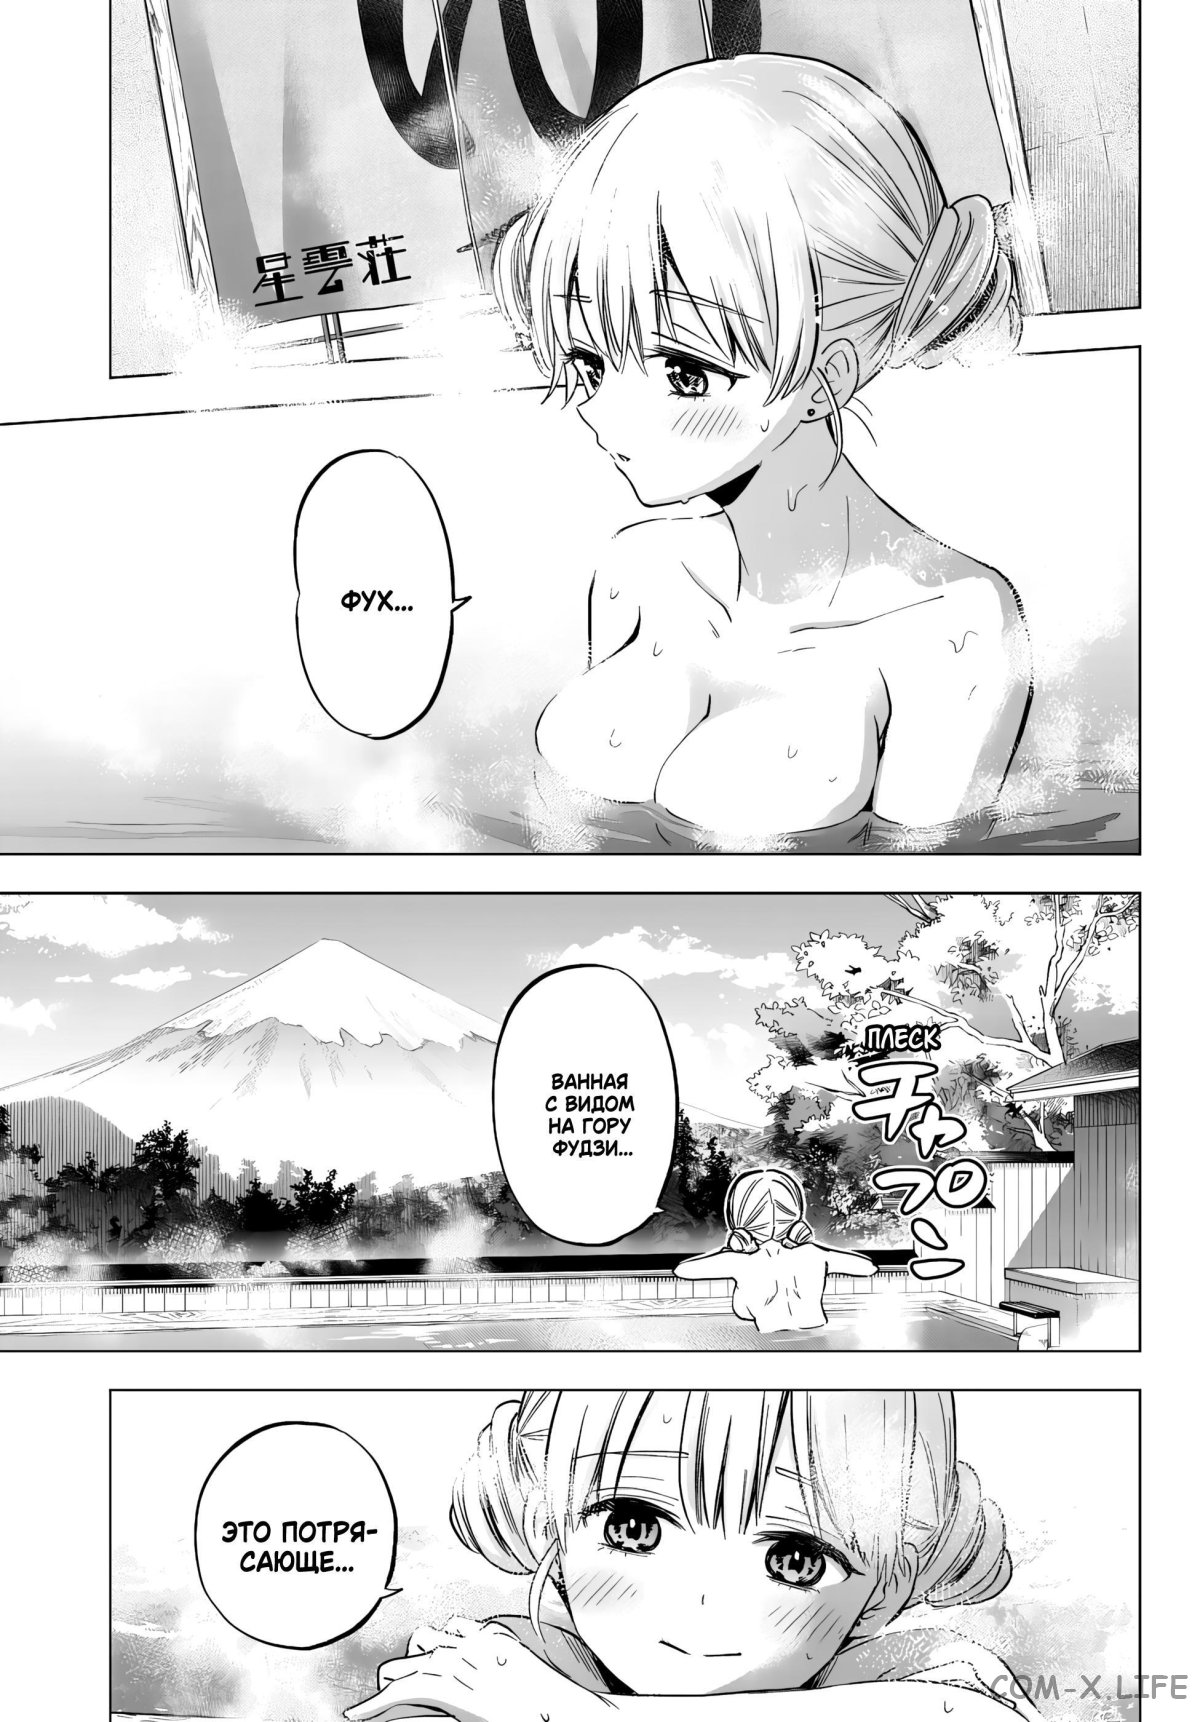 星雲荘
ФУХ...
ПЛЕСК
チャプン
ВАННАЯ
С ВИДОМ
НА ГОРУ
ФУДЗИ...
ЭТО ПОТРЯ-
САЮЩЕ...
COM-X.LIFE